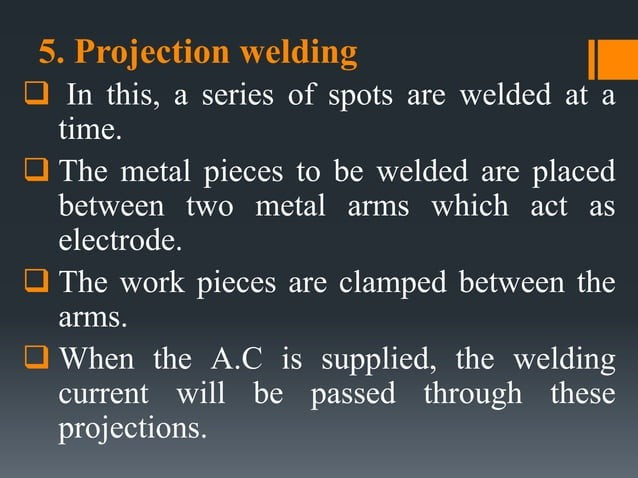 5. Projection welding
❑ In this, a series of spots are welded at a
time.
❑ The metal pieces to be welded are placed
between two metal arms which act as
electrode.
❑ The work pieces are clamped between the
arms.
❑ When the A.C is supplied, the welding
current will be passed through these
projections.